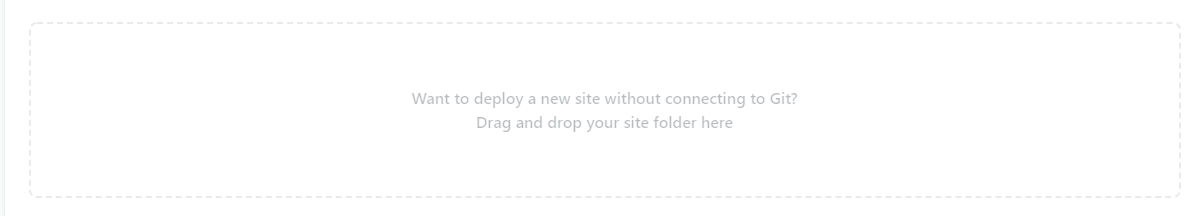 Want to deploy a new site without connecting to Git?
Drag and drop your site folder here